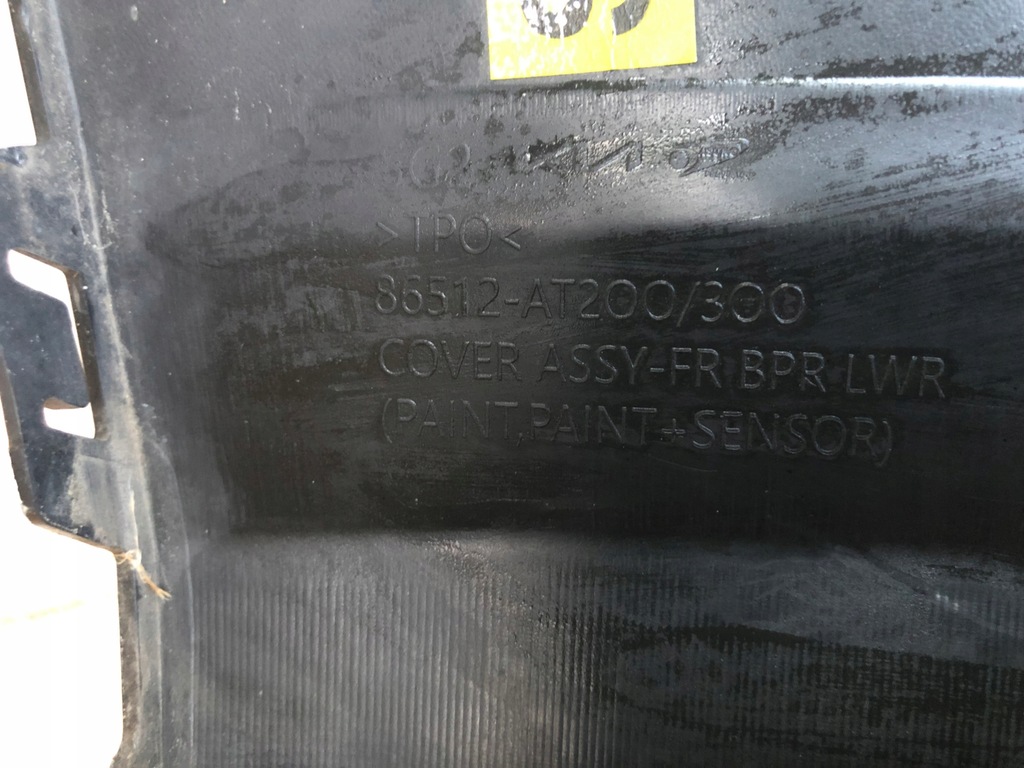 >TPO<
86512-AT200/300
COVER ASSY-FR BPR LWR
(PAINT,PAINT+SENSOR)